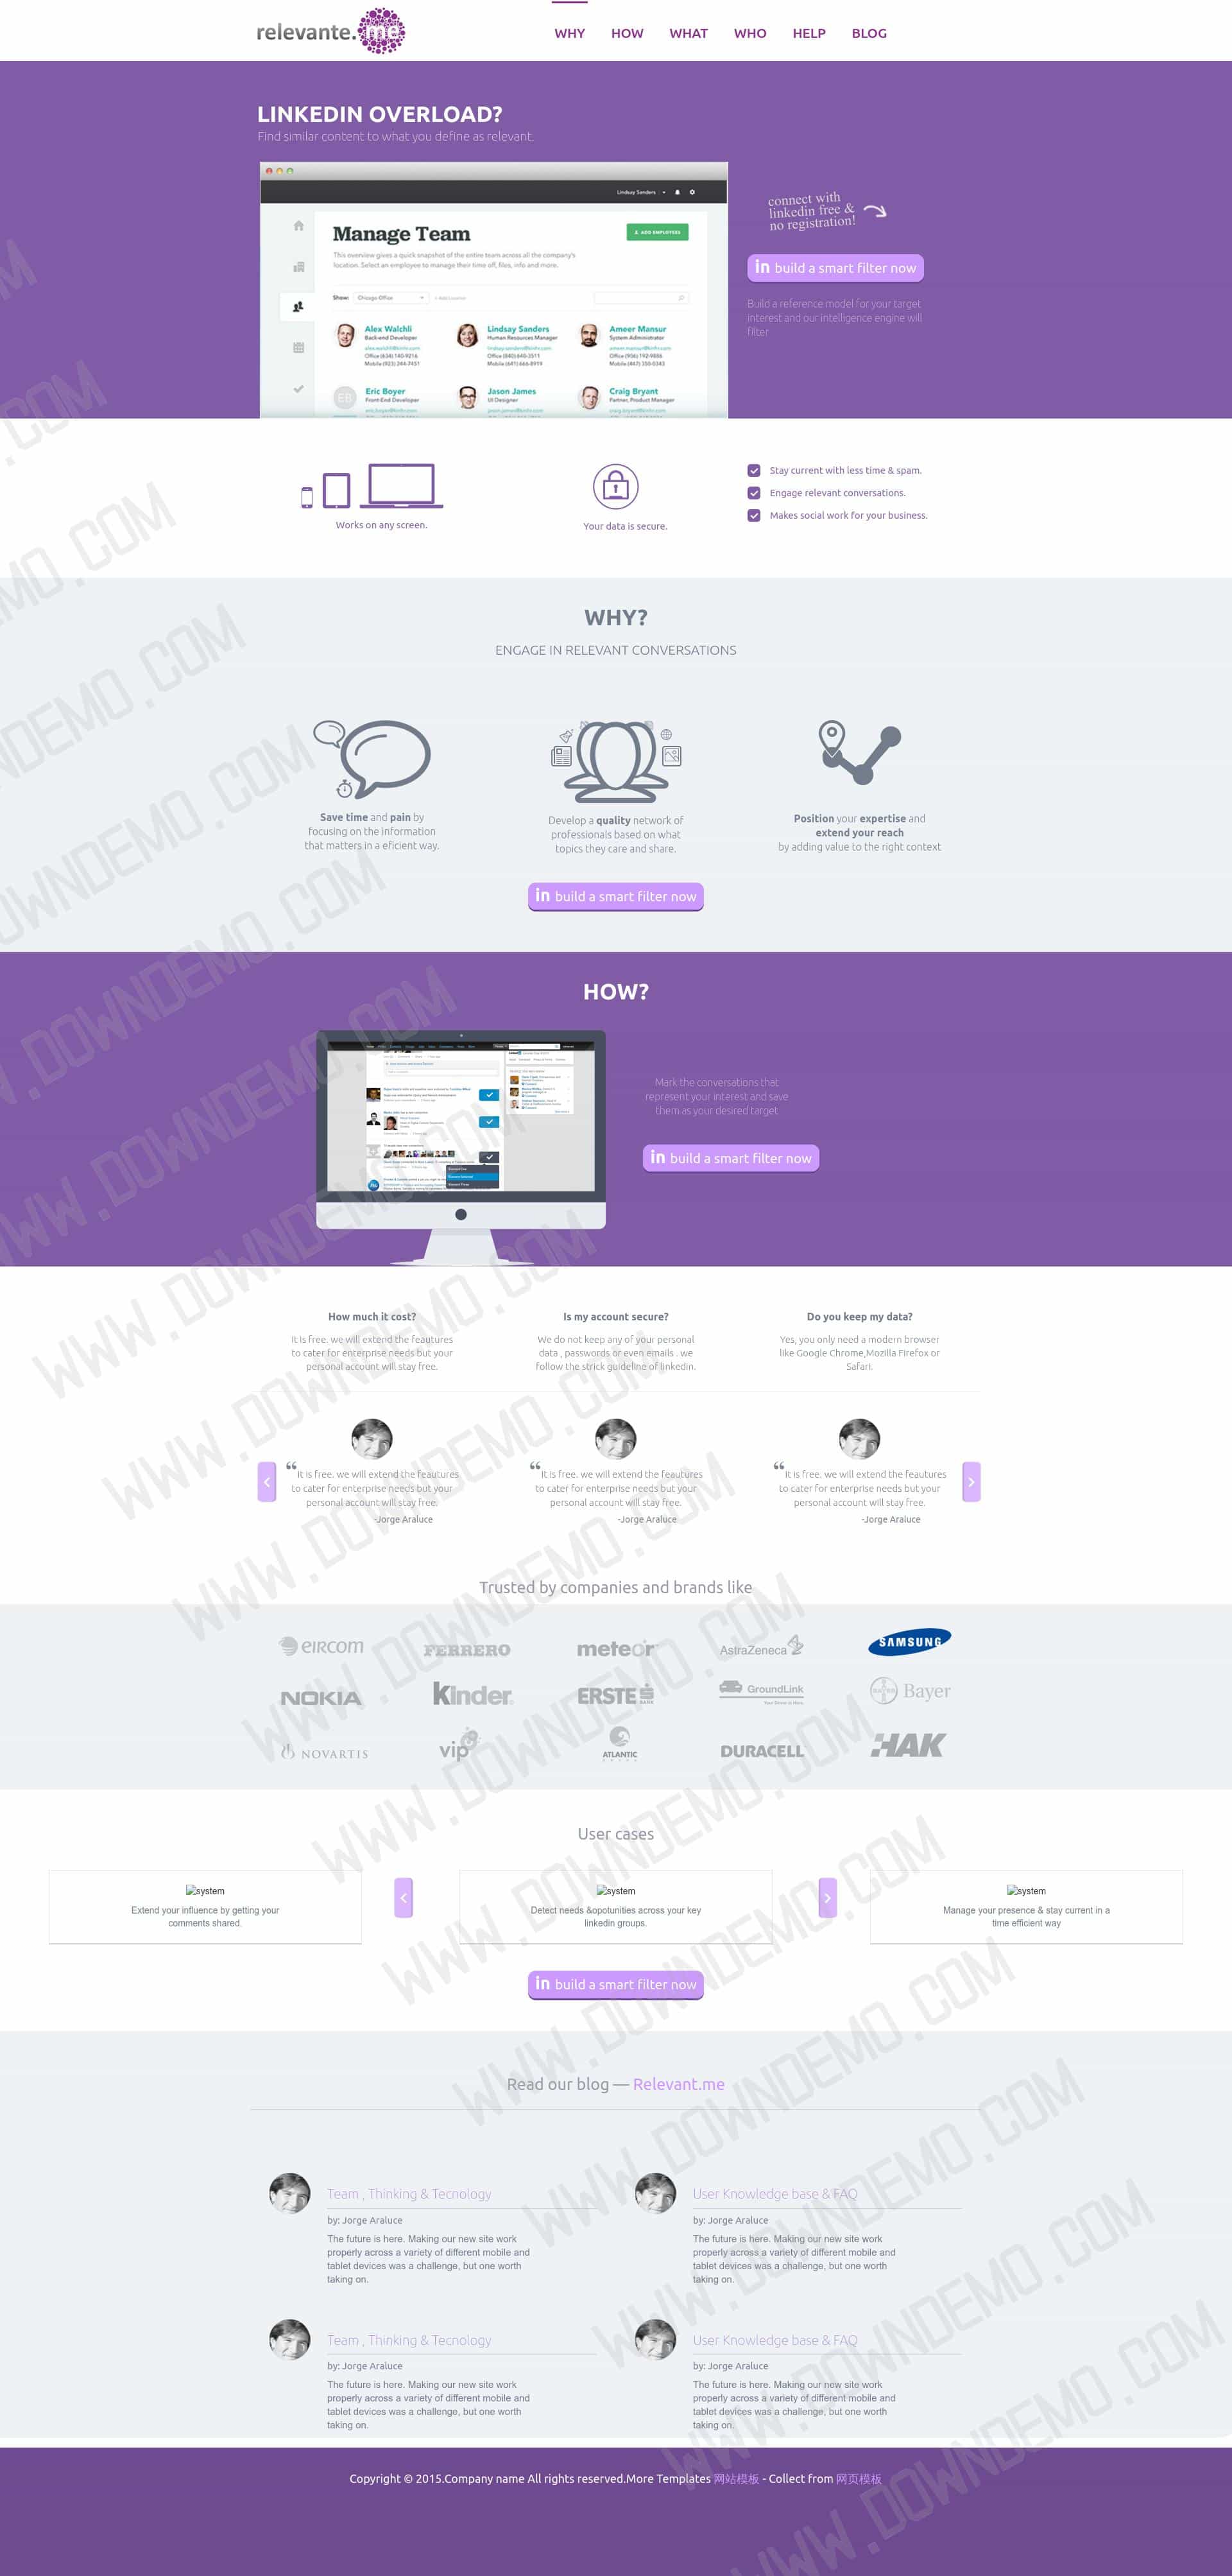 relevante.me
WHY HOW WHAT WHO HELP BLOG
LINKEDIN OVERLOAD?
Find similar content to what you define as relevant.
Lindsay Sanders
Manage Team
ADD EMPLOYEES
This overview gives a quick snapshot of the entire team across all the company's
location. Select an employee to manage their time off, files, info and more.
Show: Chicago Office
Alex Walchli
Back-end Developer
Lindsay Sanders
Human Resources Manager
Ameer Mansur
System Administrator
Eric Boyer
Front-End Developer
Jason James
UI Designer
Craig Bryant
Partner, Product Manager
EB
connect with
linkedin free &
no registration!
in build a smart filter now
Build a reference model for your target
interest and our intelligence engine will
filter
Works on any screen.
Your data is secure.
Stay current with less time & spam.
Engage relevant conversations.
Makes social work for your business.
WHY?
ENGAGE IN RELEVANT CONVERSATIONS
Save time and pain by
focusing on the information
that matters in a eficient way.
Develop a quality network of
professionals based on what
topics they care and share.
Position your expertise and
extend your reach
by adding value to the right context
in build a smart filter now
HOW?
Mark the conversations that
represent your interest and save
them as your desired target
in build a smart filter now
How much it cost?
It is free. we will extend the feautures
to cater for enterprise needs but your
personal account will stay free.
Is my account secure?
We do not keep any of your personal
data , passwords or even emails . we
follow the strick guideline of linkedin.
Do you keep my data?
Yes, you only need a modern browser
like Google Chrome,Mozilla Firefox or
Safari.
“It is free. we will extend the feautures
to cater for enterprise needs but your
personal account will stay free.
-Jorge Araluce
“It is free. we will extend the feautures
to cater for enterprise needs but your
personal account will stay free.
-Jorge Araluce
“It is free. we will extend the feautures
to cater for enterprise needs but your
personal account will stay free.
-Jorge Araluce
Trusted by companies and brands like
eircom FERRERO meteor AstraZeneca SAMSUNG
NOKIA Kinder ERSTE BANK GroundLink Bayer
NOVARTIS vip ATLANTIC DURACELL HAK
User cases
system
Extend your influence by getting your
comments shared.
system
Detect needs &opotunities across your key
linkedin groups.
system
Manage your presence & stay current in a
time efficient way
in build a smart filter now
Read our blog — Relevant.me
Team , Thinking & Tecnology
by: Jorge Araluce
The future is here. Making our new site work
properly across a variety of different mobile and
tablet devices was a challenge, but one worth
taking on.
User Knowledge base & FAQ
by: Jorge Araluce
The future is here. Making our new site work
properly across a variety of different mobile and
tablet devices was a challenge, but one worth
taking on.
Team , Thinking & Tecnology
by: Jorge Araluce
The future is here. Making our new site work
properly across a variety of different mobile and
tablet devices was a challenge, but one worth
taking on.
User Knowledge base & FAQ
by: Jorge Araluce
The future is here. Making our new site work
properly across a variety of different mobile and
tablet devices was a challenge, but one worth
taking on.
Copyright © 2015.Company name All rights reserved.More Templates 网站模板 - Collect from 网页模板
WWW.DOWNDEMO.COM